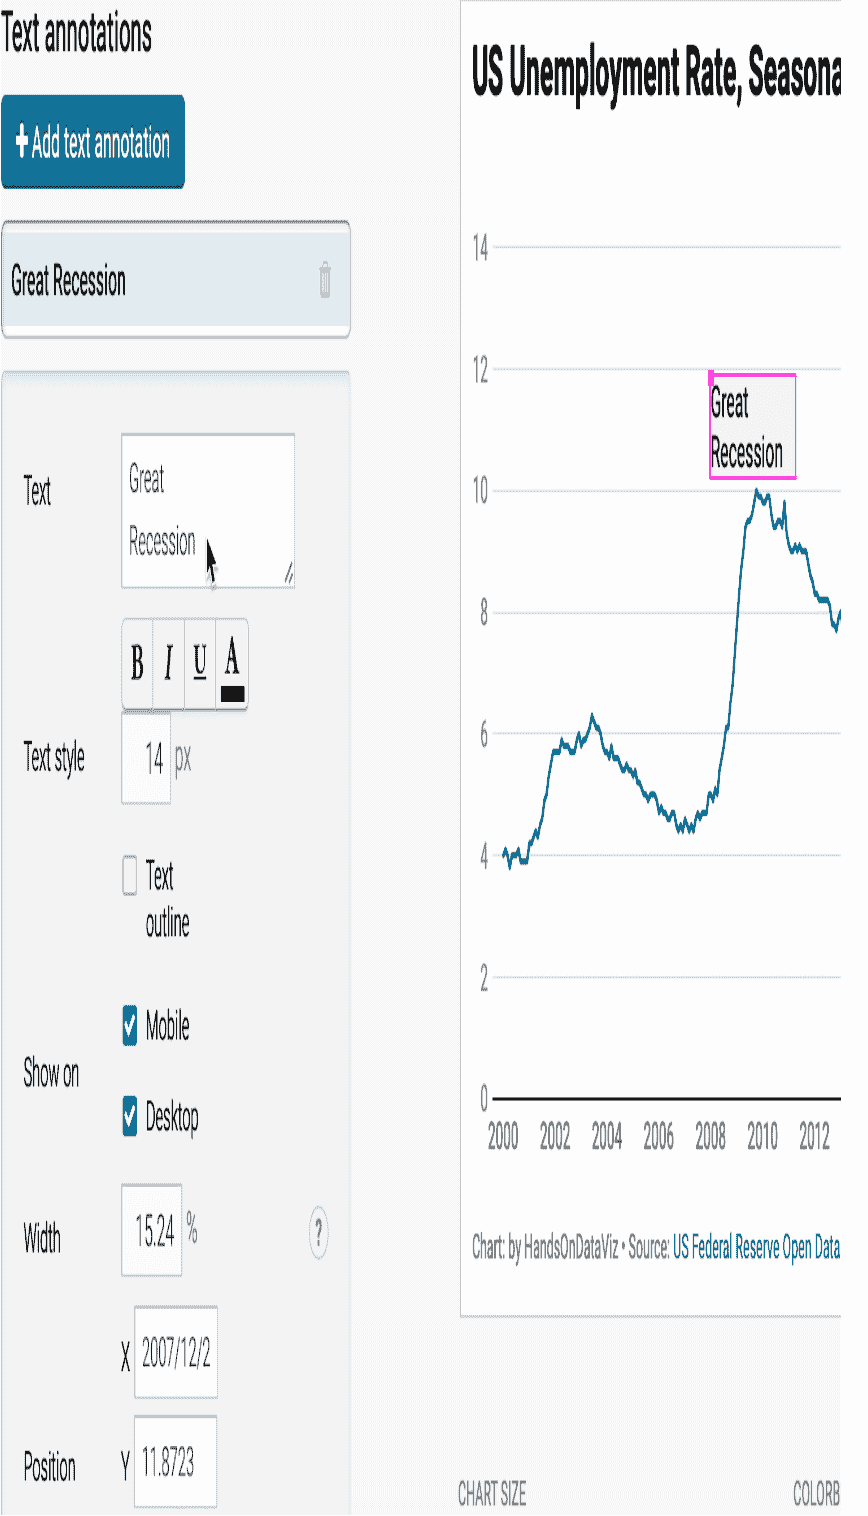 Text annotations
+ Add text annotation
Great Recession
Text
Great
Recession
B I U A
Text style
14 px
Text
outline
Show on
Mobile
Desktop
Width
15.24 %
?
X 2007/12/2
Position
Y 11.8723
US Unemployment Rate, Seasona
14
12
Great
Recession
10
8
6
4
2
0
2000 2002 2004 2006 2008 2010 2012
Chart: by HandsOnDataViz • Source: US Federal Reserve Open Data
CHART SIZE
COLORB